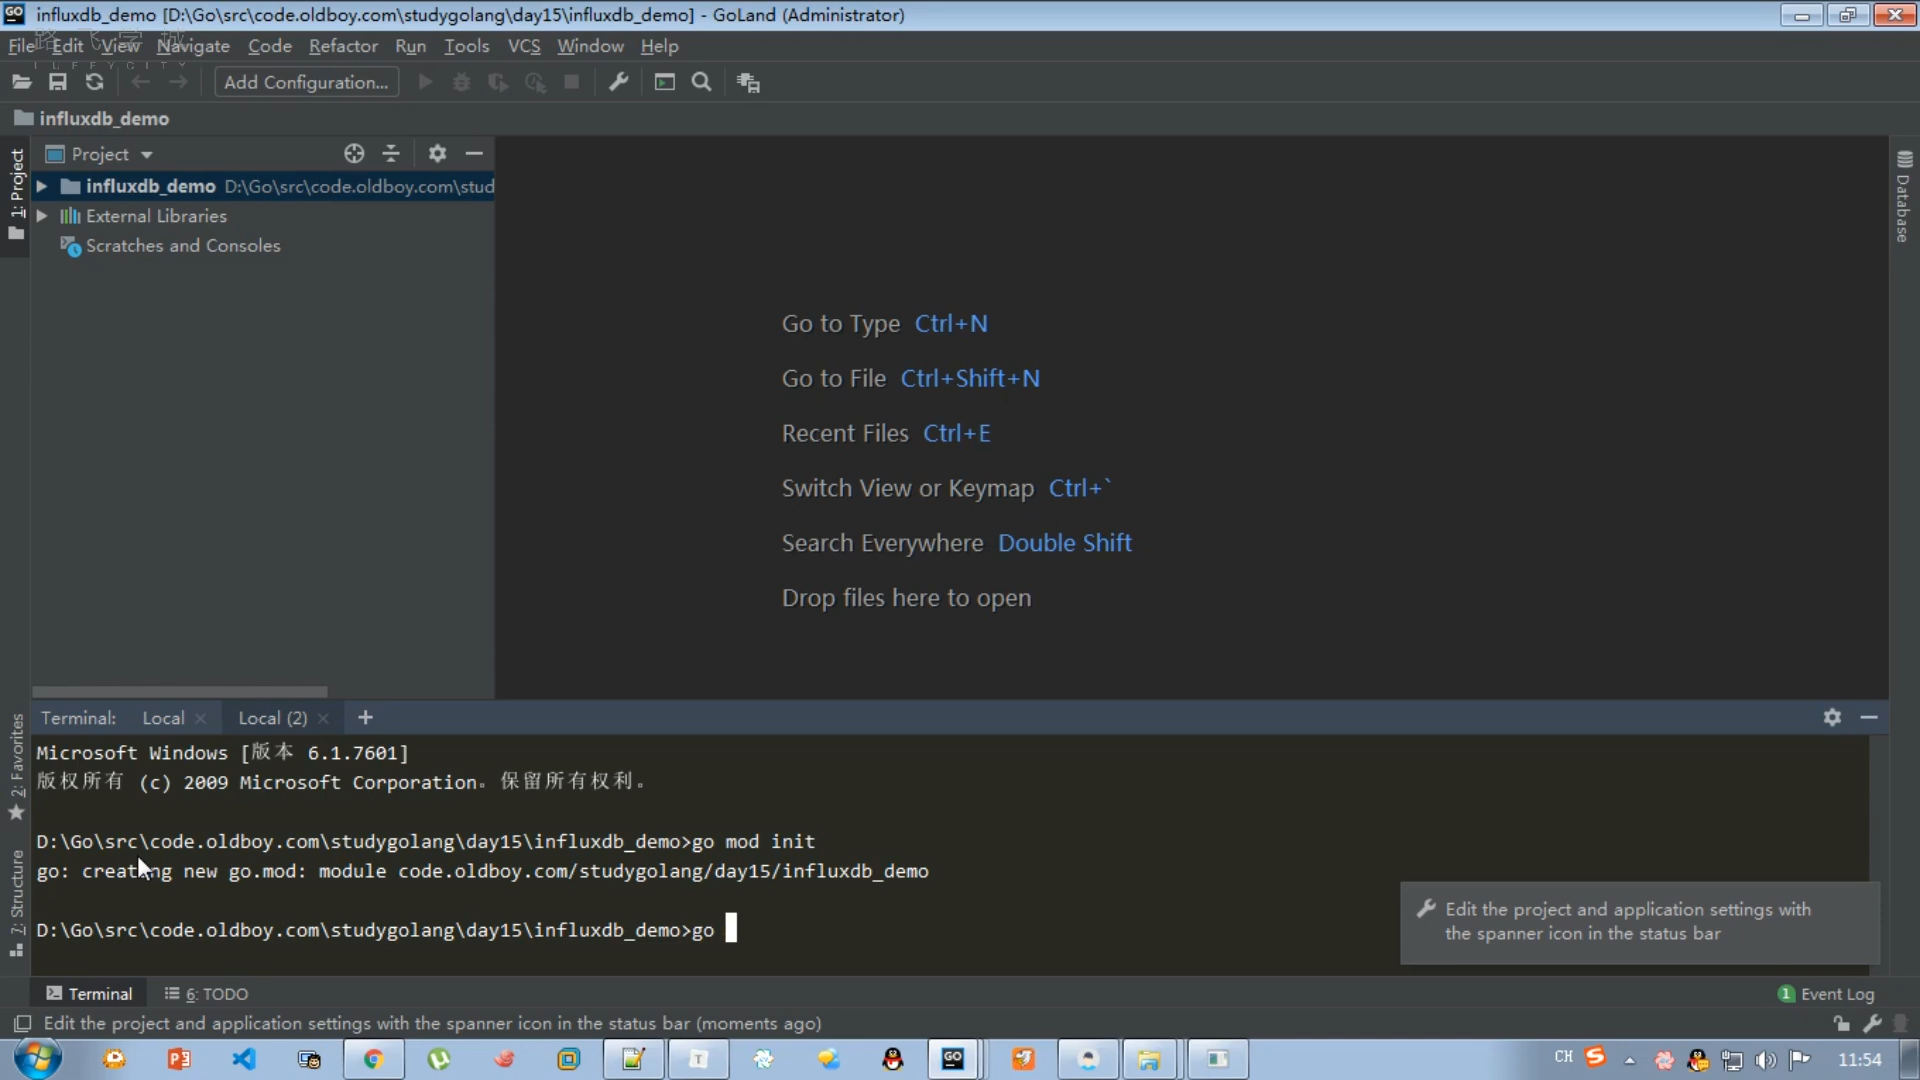 influxdb_demo [D:\Go\src\code.oldboy.com\studygolang\day15\influxdb_demo] - GoLand (Administrator)
File Edit View Navigate Code Refactor Run Tools VCS Window Help
LUFFYCITY
Add Configuration...
influxdb_demo
1: Project
Project
influxdb_demo D:\Go\src\code.oldboy.com\stud
External Libraries
Scratches and Consoles
Database
Go to Type Ctrl+N
Go to File Ctrl+Shift+N
Recent Files Ctrl+E
Switch View or Keymap Ctrl+`
Search Everywhere Double Shift
Drop files here to open
2: Favorites
7: Structure
Terminal: Local Local (2)
Microsoft Windows [版本 6.1.7601]
版权所有 (c) 2009 Microsoft Corporation。保留所有权利。
D:\Go\src\code.oldboy.com\studygolang\day15\influxdb_demo>go mod init
go: creating new go.mod: module code.oldboy.com/studygolang/day15/influxdb_demo
D:\Go\src\code.oldboy.com\studygolang\day15\influxdb_demo>go
Edit the project and application settings with
the spanner icon in the status bar
Terminal 6: TODO
1 Event Log
Edit the project and application settings with the spanner icon in the status bar (moments ago)
CH
11:54